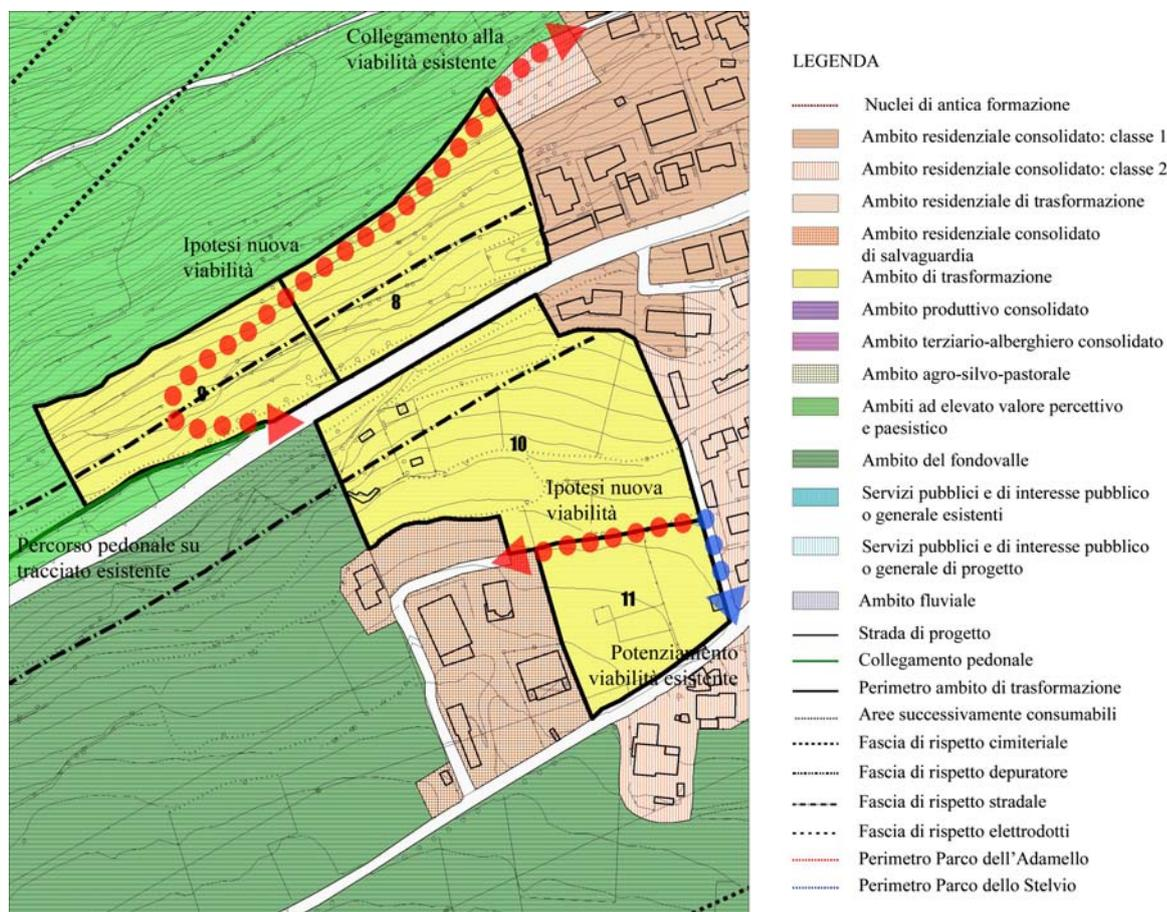 Collegamento alla
viabilità esistente
Ipotesi nuova
viabilità
8
9
10
Ipotesi nuova
viabilità
Percorso pedonale su
tracciato esistente
11
Potenziamento
viabilità esistente
LEGENDA
Nuclei di antica formazione
Ambito residenziale consolidato: classe 1
Ambito residenziale consolidato: classe 2
Ambito residenziale di trasformazione
Ambito residenziale consolidato
di salvaguardia
Ambito di trasformazione
Ambito produttivo consolidato
Ambito terziario-alberghiero consolidato
Ambito agro-silvo-pastorale
Ambiti ad elevato valore percettivo
e paesistico
Ambito del fondovalle
Servizi pubblici e di interesse pubblico
o generale esistenti
Servizi pubblici e di interesse pubblico
o generale di progetto
Ambito fluviale
Strada di progetto
Collegamento pedonale
Perimetro ambito di trasformazione
Aree successivamente consumabili
Fascia di rispetto cimiteriale
Fascia di rispetto depuratore
Fascia di rispetto stradale
Fascia di rispetto elettrodotti
Perimetro Parco dell'Adamello
Perimetro Parco dello Stelvio